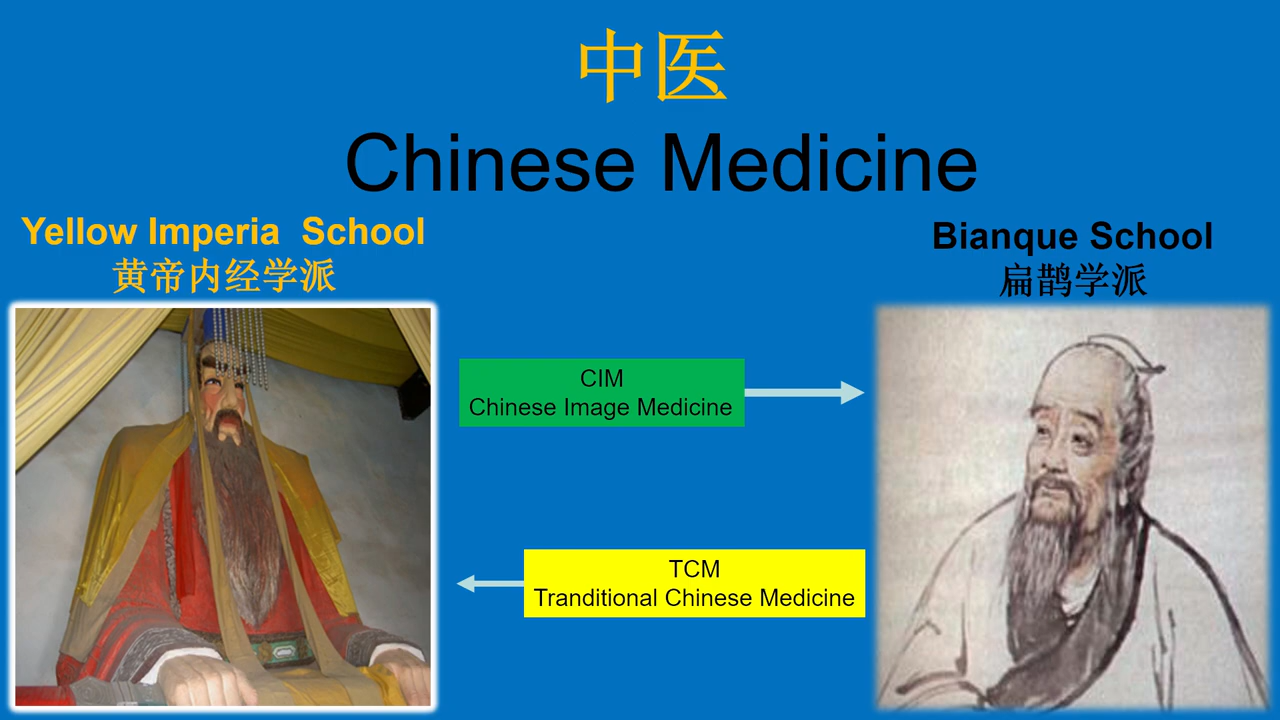 中医
Chinese Medicine
Yellow Imperia  School
黄帝内经学派
Bianque School
扁鹊学派
CIM
Chinese Image Medicine
TCM
Tranditional Chinese Medicine